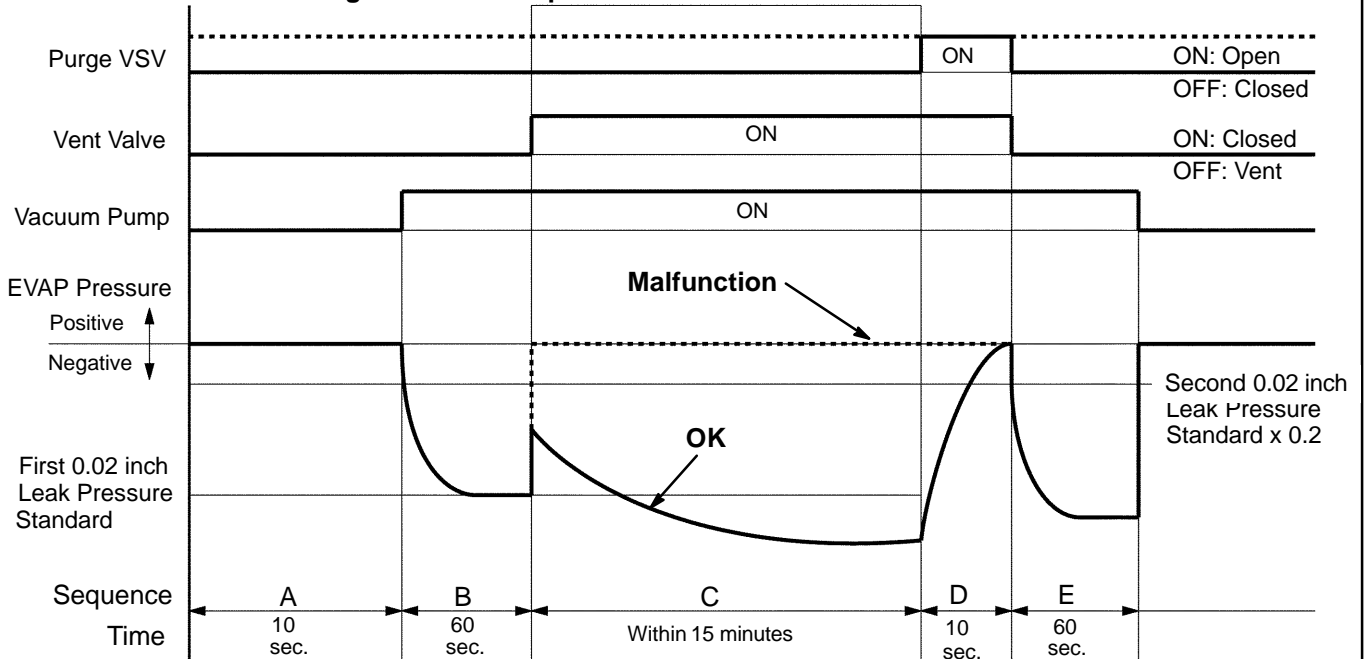 Purge VSV
ON
ON: Open
OFF: Closed
Vent Valve
ON
ON: Closed
OFF: Vent
Vacuum Pump
ON
EVAP Pressure
Positive
Negative
Malfunction
OK
Second 0.02 inch
Leak Pressure
Standard x 0.2
First 0.02 inch
Leak Pressure
Standard
Sequence
A
B
C
D
E
Time
10
sec.
60
sec.
Within 15 minutes
10
sec.
60
sec.